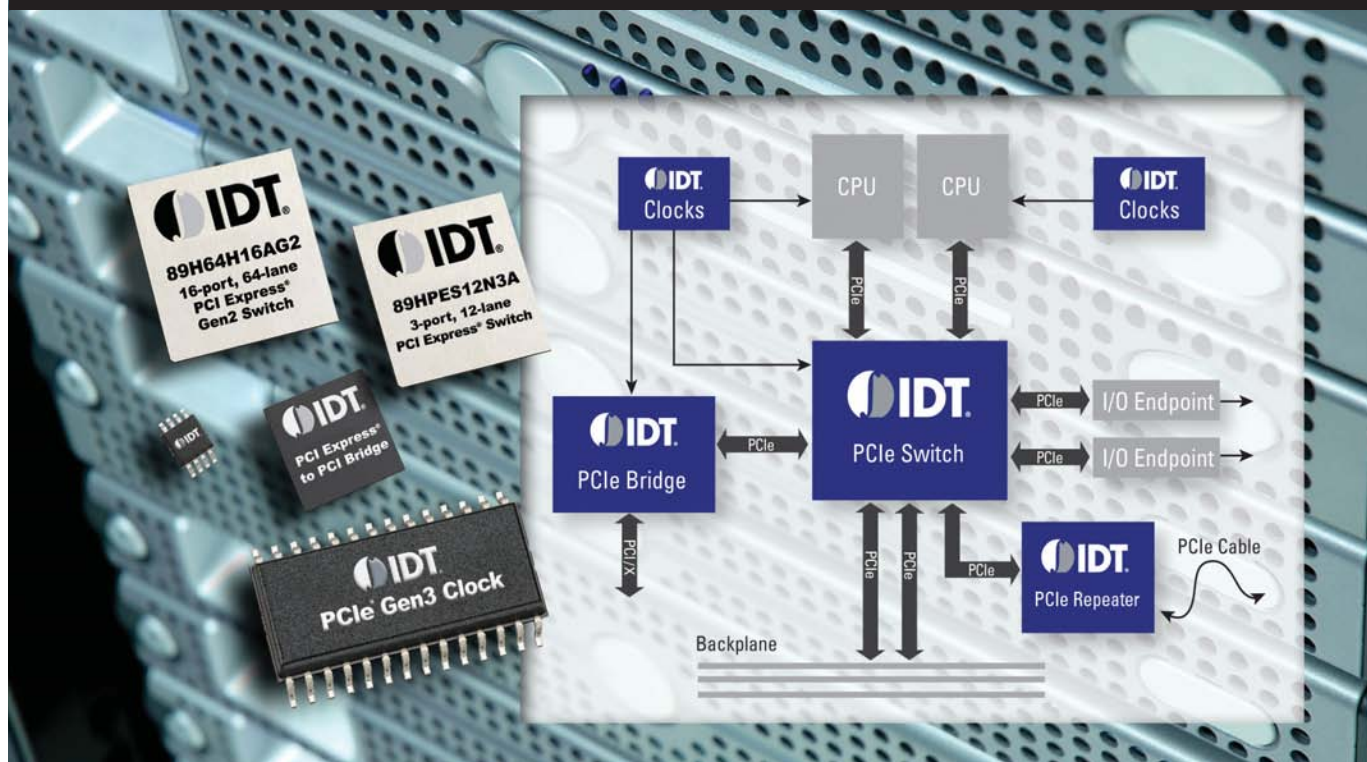 IDT®
89H64H16AG2
16-port, 64-lane
PCI Express®
Gen2 Switch
IDT®
89HPES12N3A
3-port, 12-lane
PCI Express® Switch
IDT
IDT.
PCI Express®
to PCI Bridge
IDT.
PCIe® Gen3 Clock
IDT.
Clocks
CPU
CPU
IDT.
Clocks
PCIe
PCIe
IDT.
PCIe Bridge
PCIe
IDT.
PCIe Switch
PCIe
I/O Endpoint
PCIe
I/O Endpoint
PCI/X
PCIe
PCIe
PCIe
IDT.
PCIe Repeater
PCIe Cable
Backplane